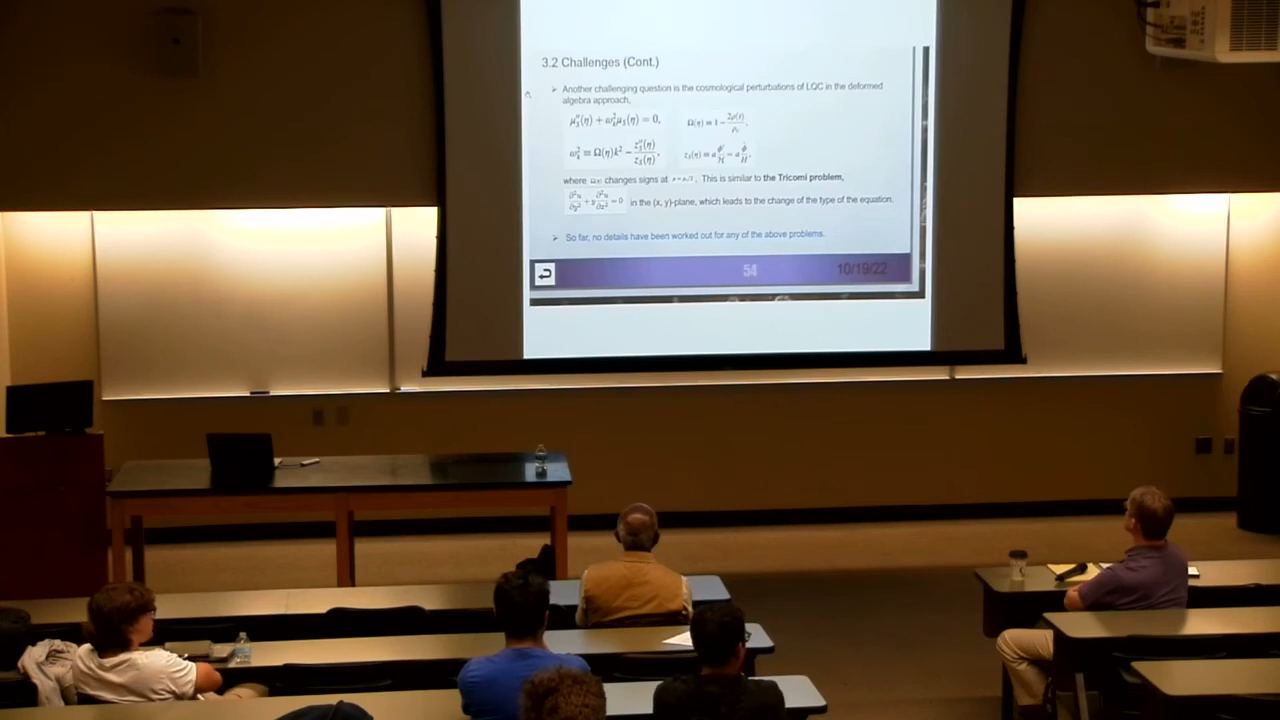 3.2 Challenges (Cont.)
➢ Another challenging question is the cosmological perturbations of LQC in the deformed
algebra approach,
μ''_S(η) + ω²_k μ_S(η) = 0, Ω(η) ≡ 1 − 2ρ(t)/ρ_c,
ω²_k ≡ Ω(η)k² − z''_S(η)/z_S(η), z_S(η) ≡
where Ω(η) changes signs at . This is similar to the Tricomi problem,
in the (x, y)-plane, which leads to the change of the type of the equation.
➢ So far, no details have been worked out for any of the above problems.
54 10/19/22